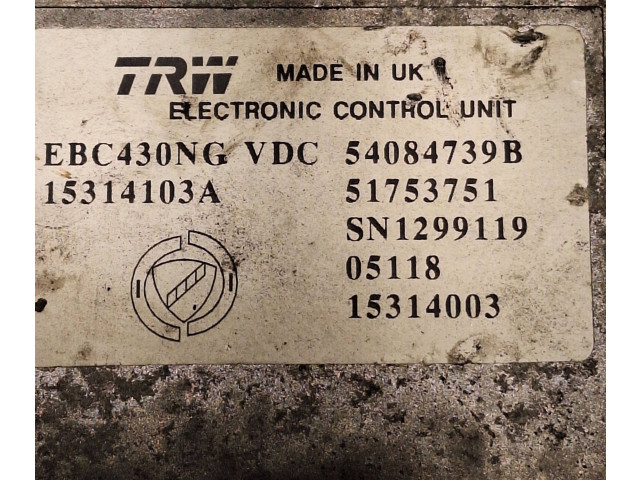 TRW MADE IN UK
ELECTRONIC CONTROL UNIT
EBC430NG VDC 54084739B
15314103A 51753751
SN1299119
05118
15314003